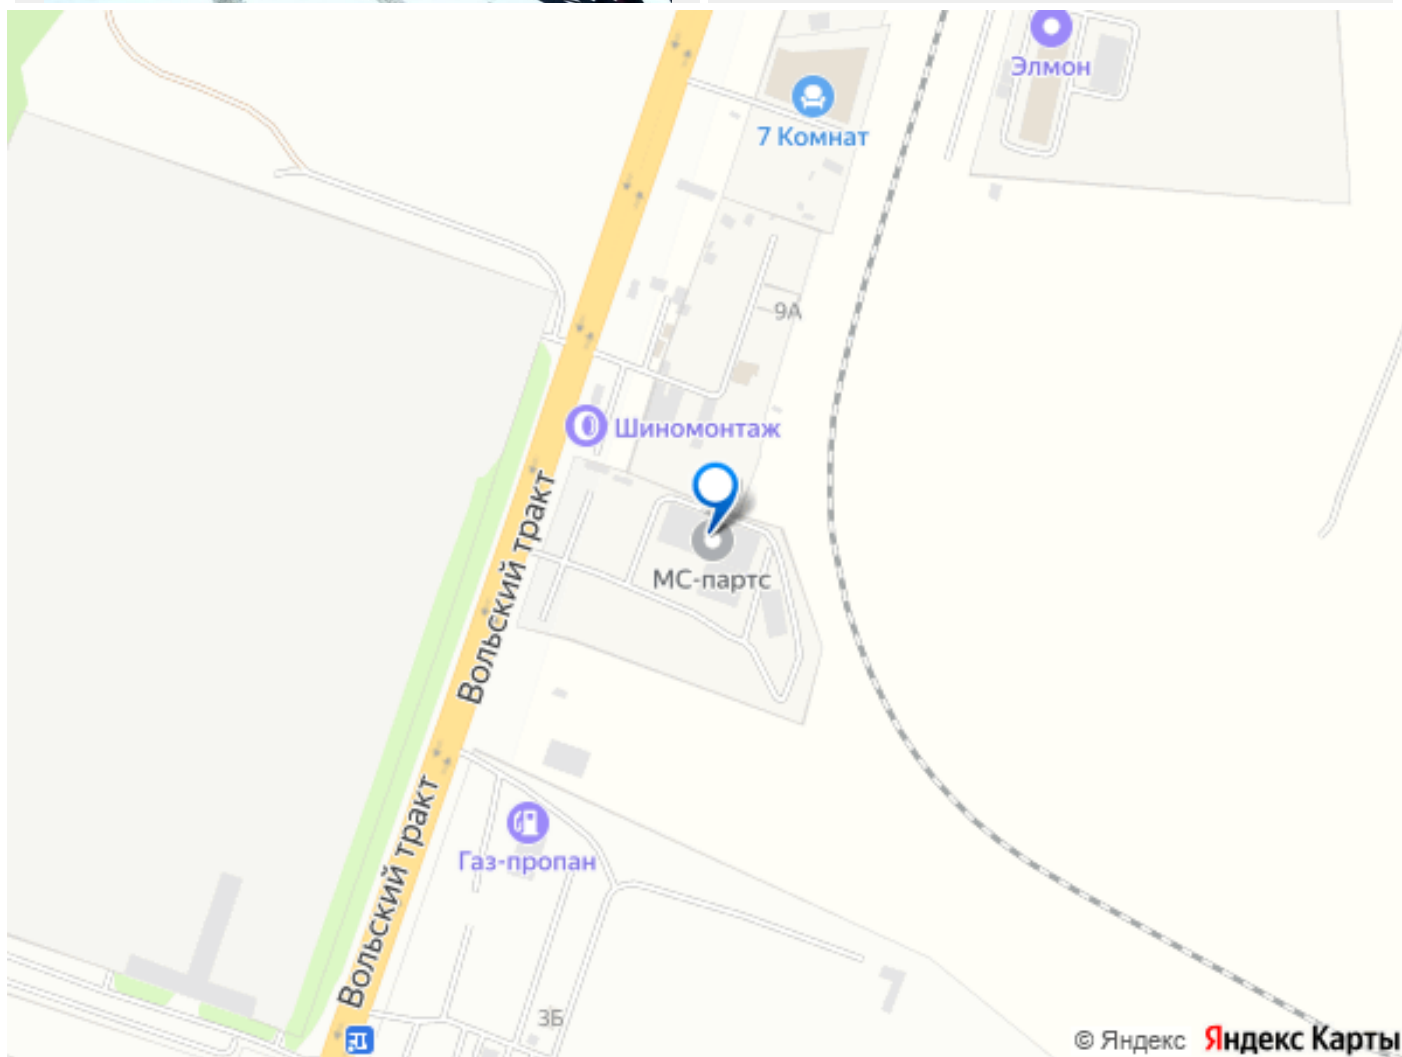 Элмон
7 Комнат
9А
Шиномонтаж
Вольский тракт
МС-партс
Вольский тракт
Газ-пропан
3Б
© Яндекс Яндекс Карты